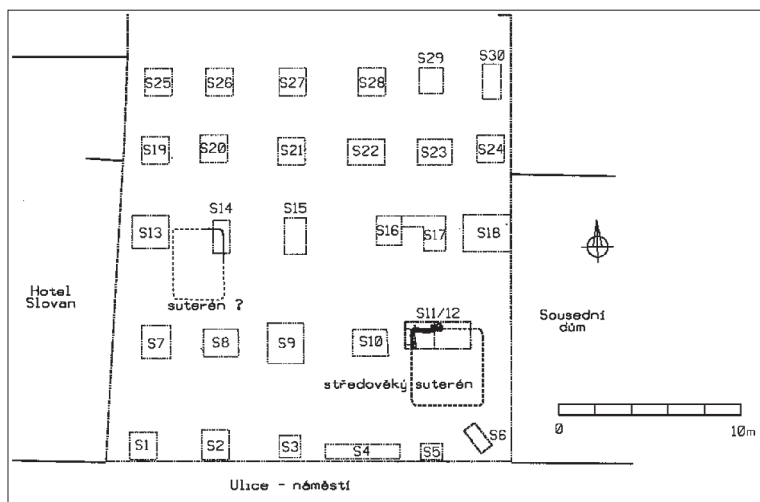 S29 S30
S25 S26 S27 S28
S19 S20 S21 S22 S23 S24
S14 S15
S13 S16 S17 S18
Hotel
Slovan
suterén ?
S11/12
Sousední
dům
S7 S8 S9 S10
středověký suterén
S6
S1 S2 S3 S4 S5
0 10m
Ulice - náměstí